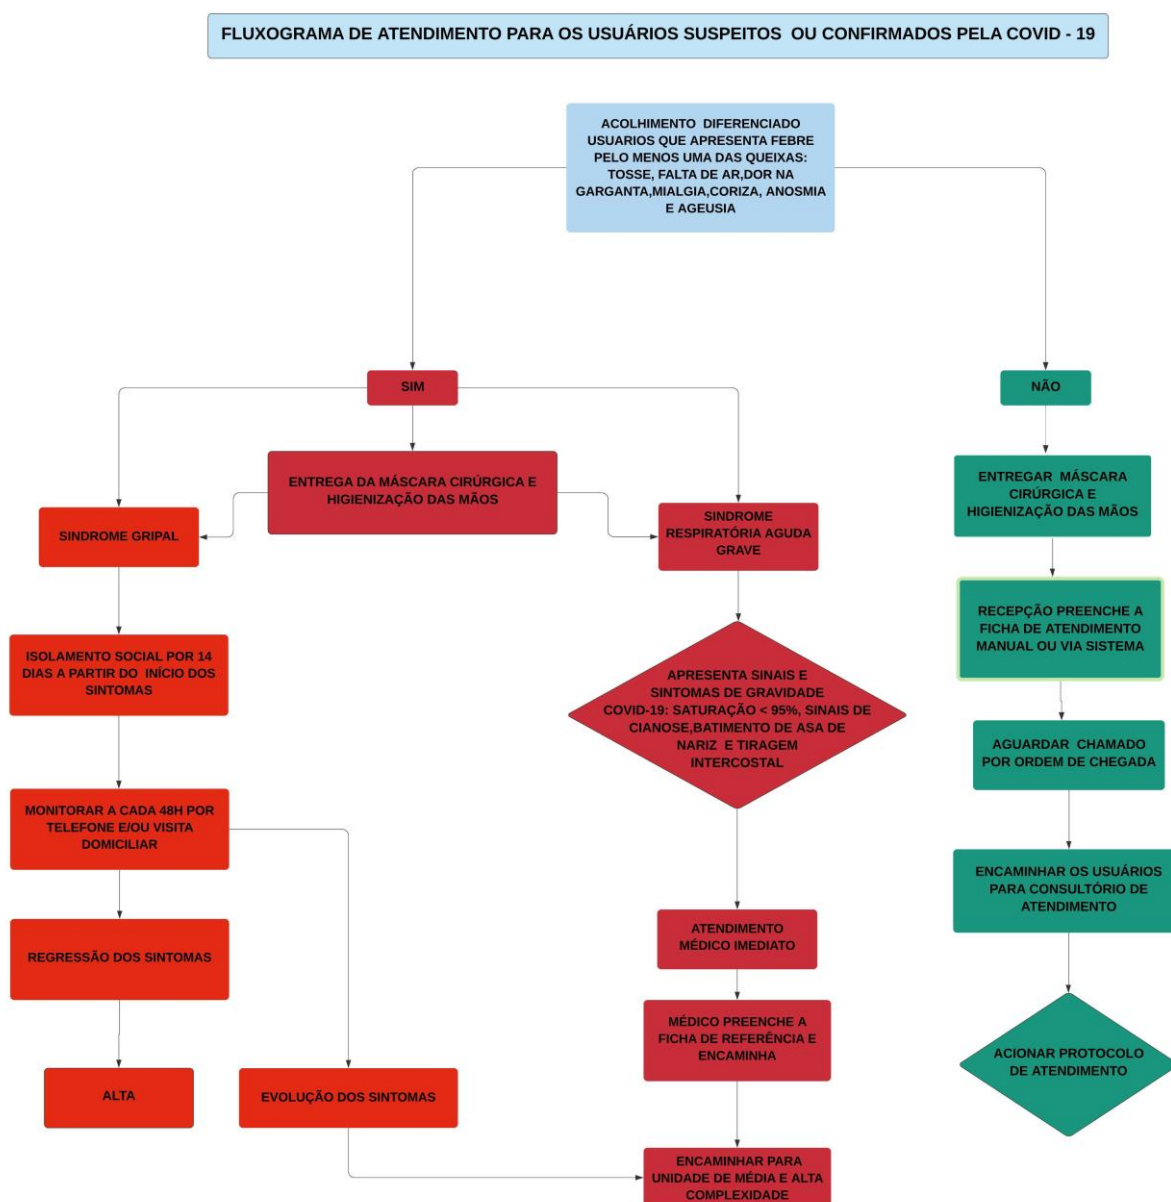 FLUXOGRAMA DE ATENDIMENTO PARA OS USUÁRIOS SUSPEITOS OU CONFIRMADOS PELA COVID - 19
ACOLHIMENTO DIFERENCIADO
USUARIOS QUE APRESENTA FEBRE
PELO MENOS UMA DAS QUEIXAS:
TOSSE, FALTA DE AR,DOR NA
GARGANTA,MIALGIA,CORIZA, ANOSMIA
E AGEUSIA
SIM
NÃO
ENTREGA DA MÁSCARA CIRÚRGICA E
HIGIENIZAÇÃO DAS MÃOS
SINDROME GRIPAL
ISOLAMENTO SOCIAL POR 14
DIAS A PARTIR DO INÍCIO DOS
SINTOMAS
MONITORAR A CADA 48H POR
TELEFONE E/OU VISITA
DOMICILIAR
REGRESSÃO DOS SINTOMAS
ALTA
EVOLUÇÃO DOS SINTOMAS
SINDROME
RESPIRATÓRIA AGUDA
GRAVE
APRESENTA SINAIS E
SINTOMAS DE GRAVIDADE
COVID-19: SATURAÇÃO < 95%, SINAIS DE
CIANOSE,BATIMENTO DE ASA DE
NARIZ E TIRAGEM
INTERCOSTAL
ATENDIMENTO
MÉDICO IMEDIATO
MÉDICO PREENCHE A
FICHA DE REFERÊNCIA E
ENCAMINHA
ENCAMINHAR PARA
UNIDADE DE MÉDIA E ALTA
COMPLEXIDADE
ENTREGAR MÁSCARA
CIRÚRGICA E
HIGIENIZAÇÃO DAS MÃOS
RECEPÇÃO PREENCHE A
FICHA DE ATENDIMENTO
MANUAL OU VIA SISTEMA
AGUARDAR CHAMADO
POR ORDEM DE CHEGADA
ENCAMINHAR OS USUÁRIOS
PARA CONSULTÓRIO DE
ATENDIMENTO
ACIONAR PROTOCOLO
DE ATENDIMENTO